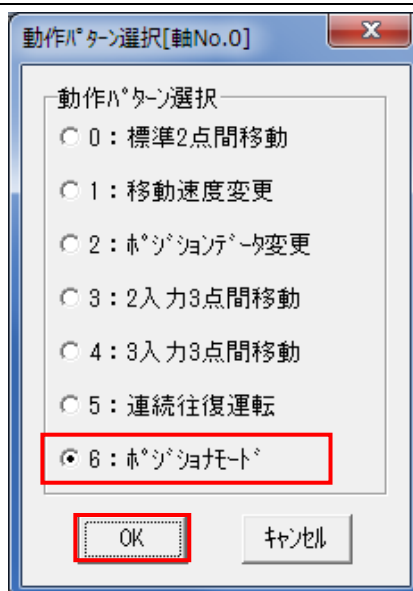 動作ﾊﾟﾀｰﾝ選択[軸No.0]
x
動作ﾊﾟﾀｰﾝ選択
0：標準2点間移動
1：移動速度変更
2：ﾎﾟｼﾞｼｮﾝﾃﾞｰﾀ変更
3：2入力3点間移動
4：3入力3点間移動
5：連続往復運転
6：ﾎﾟｼﾞｼｮﾅﾓｰﾄﾞ
OK ｷｬﾝｾﾙ